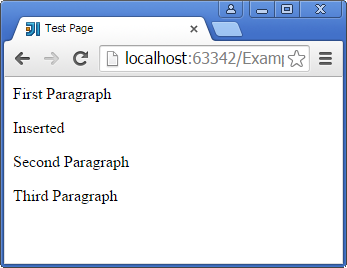 Test Page
localhost:63342/Examp
First Paragraph
Inserted
Second Paragraph
Third Paragraph